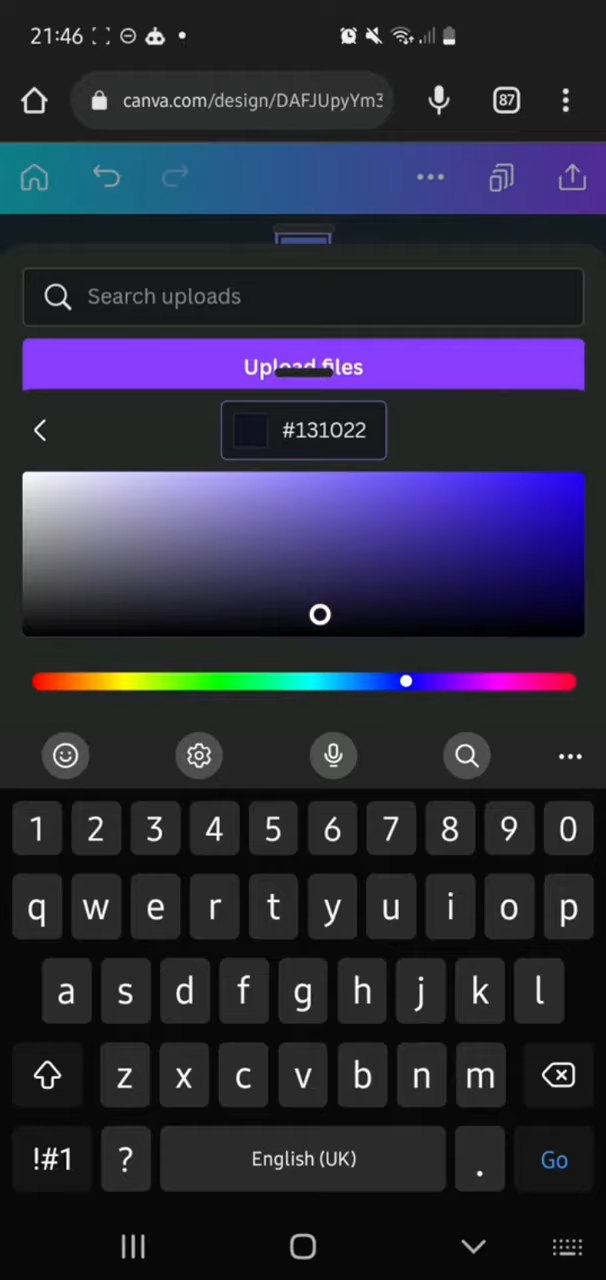 21:46
canva.com/design/DAFJUpyYm3
87
Search uploads
Upload files
#131022
1 2 3 4 5 6 7 8 9 0
q w e r t y u i o p
a s d f g h j k l
z x c v b n m
!#1 ? English (UK) . Go